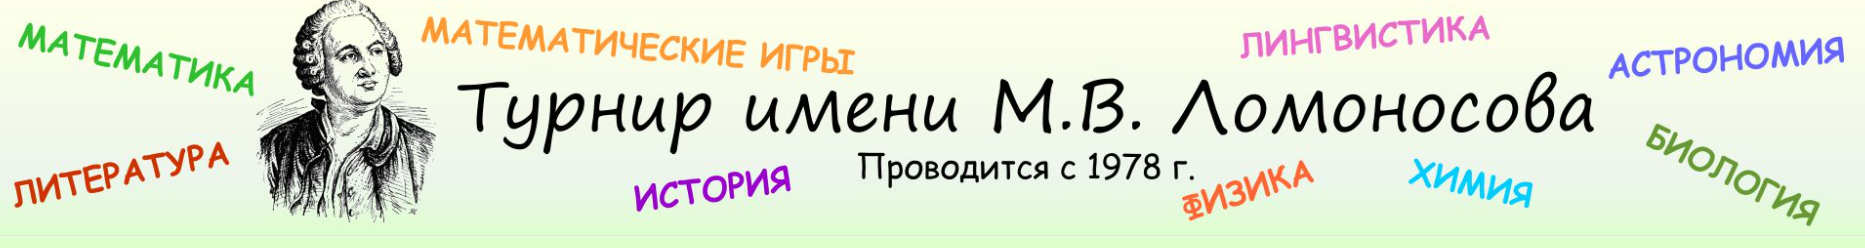 МАТЕМАТИКА
МАТЕМАТИЧЕСКИЕ ИГРЫ
ЛИНГВИСТИКА
АСТРОНОМИЯ
Турнир имени М.В. Ломоносова
Проводится с 1978 г.
ЛИТЕРАТУРА
ИСТОРИЯ
ФИЗИКА
ХИМИЯ
БИОЛОГИЯ